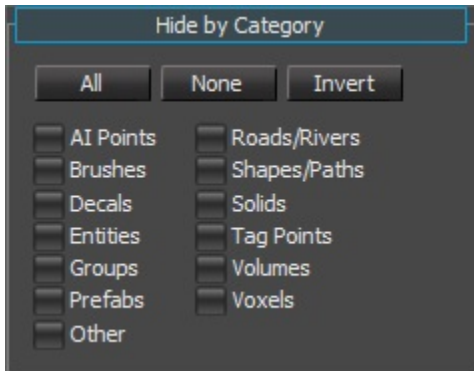 Hide by Category
All None Invert
AI Points Roads/Rivers
Brushes Shapes/Paths
Decals Solids
Entities Tag Points
Groups Volumes
Prefabs Voxels
Other